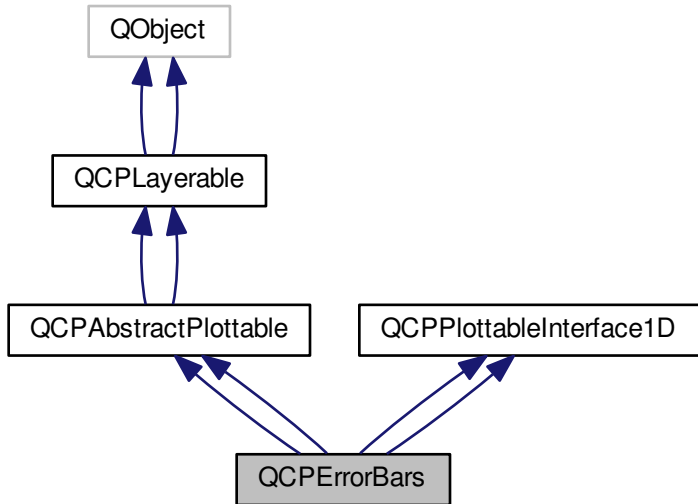 QObject
QCPLayerable
QCPAbstractPlottable
QCPPlottableInterface1D
QCPErrorBars